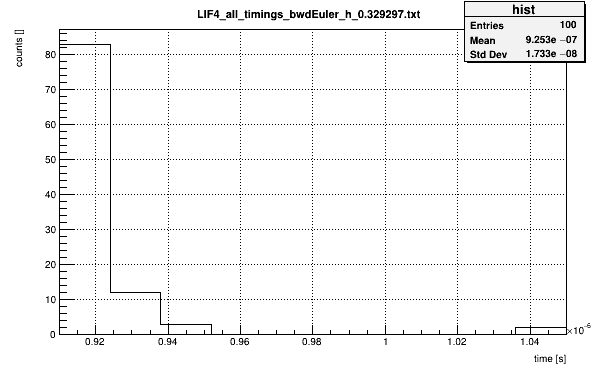 LIF4_all_timings_bwdEuler_h_0.329297.txt
hist
Entries 100
Mean 9.253e −07
Std Dev 1.733e −08
counts []
80
70
60
50
40
30
20
10
0
0.92 0.94 0.96 0.98 1 1.02 1.04
×10⁻⁶
time [s]